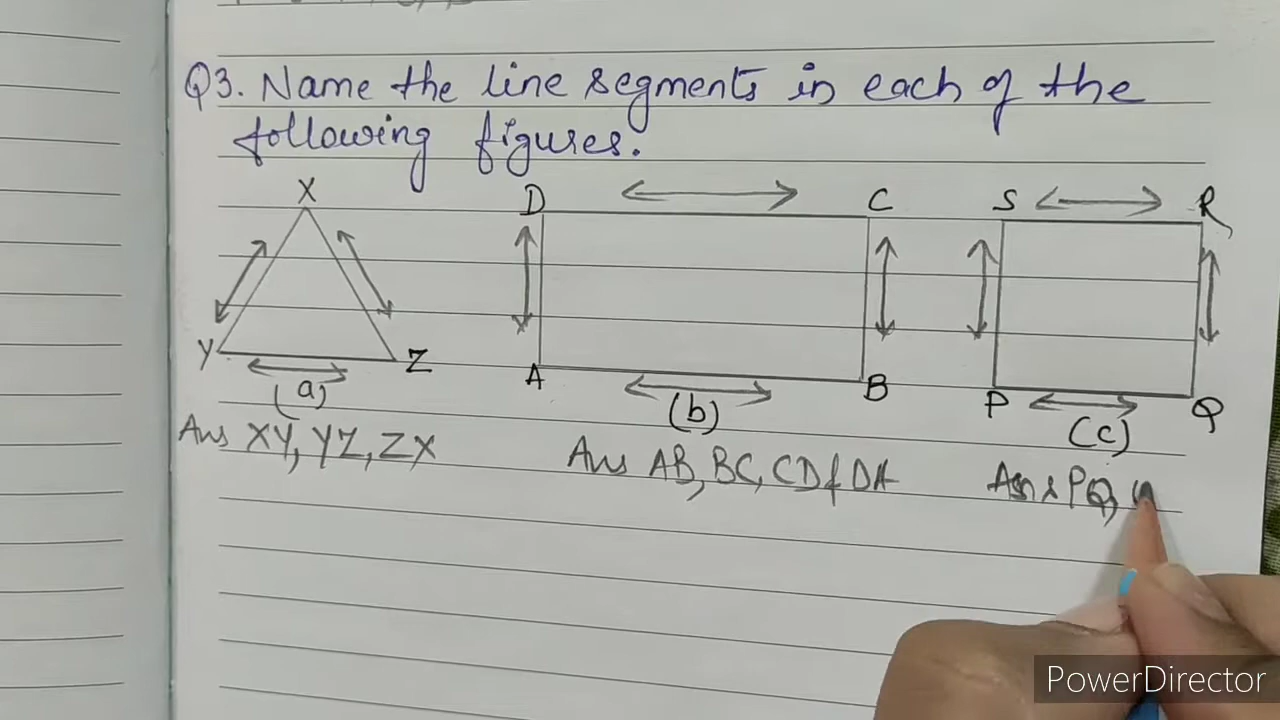 Q3. Name the line segments in each of the
following figures.
X
D
C
S
R
Y
Z
A
B
P
Q
(a)
(b)
(c)
Ans XY, YZ, ZX
Ans AB, BC, CD & DA
Ans PQ,
PowerDirector